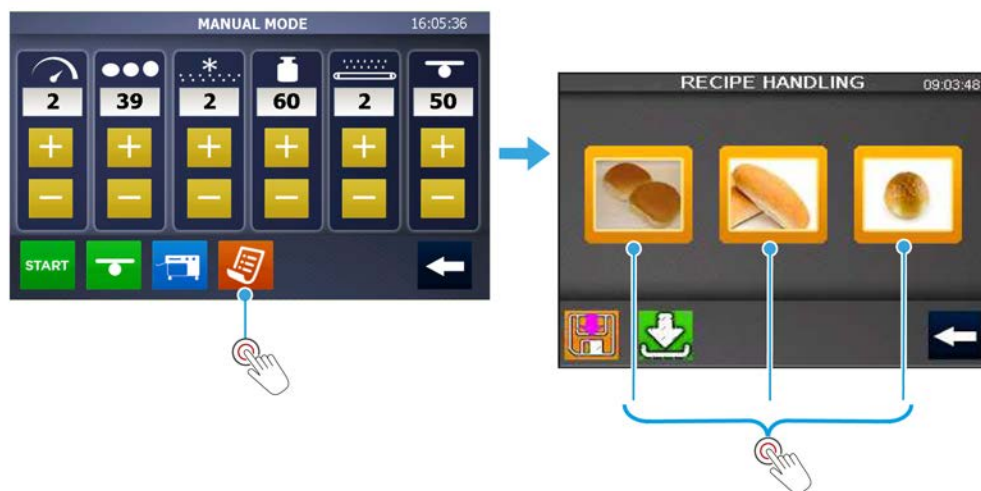 MANUAL MODE 16:05:36
2 39 2 60 2 50
+ + + + + +
- - - - - -
START
RECIPE HANDLING 09:03:48